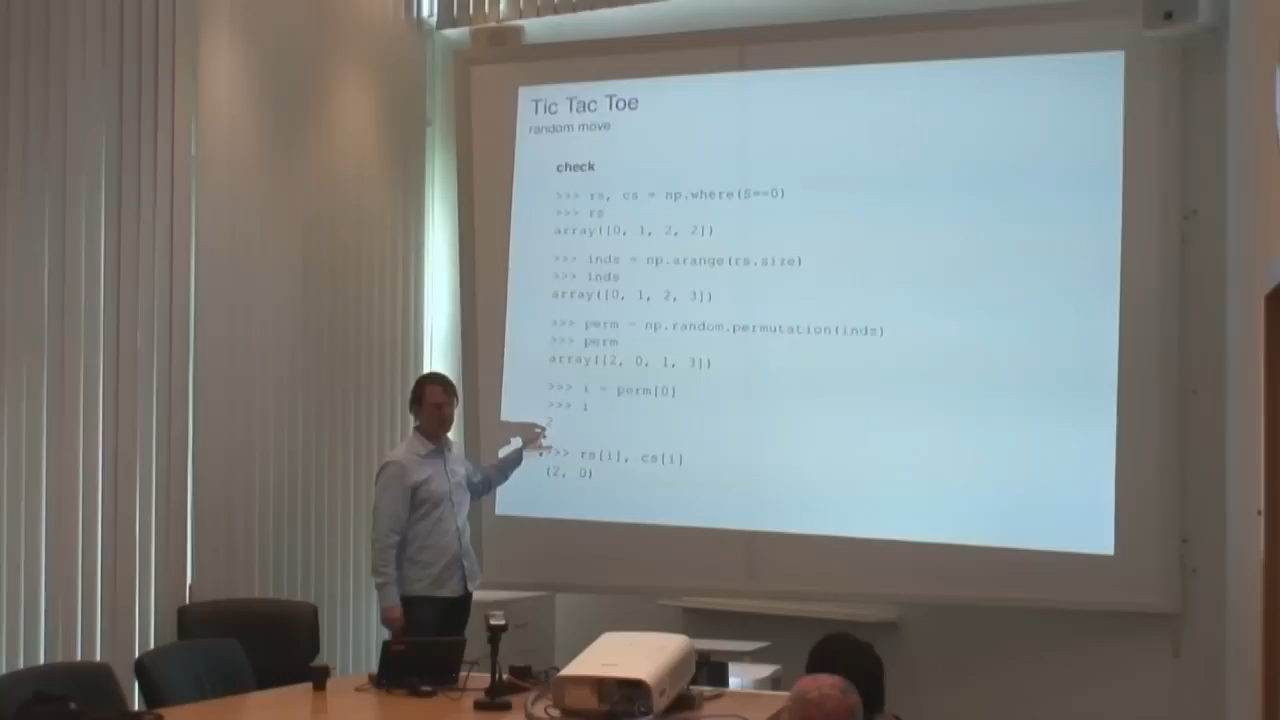 Tic Tac Toe
random move
check
>>> rs, cs = np.where(S==0)
>>> rs
array([0, 1, 2, 2])
>>> inds = np.arange(rs.size)
>>> inds
array([0, 1, 2, 3])
>>> perm = np.random.permutation(inds)
>>> perm
array([2, 0, 1, 3])
>>> i = perm[0]
>>> i
2
>>> rs[i], cs[i]
(2, 0)